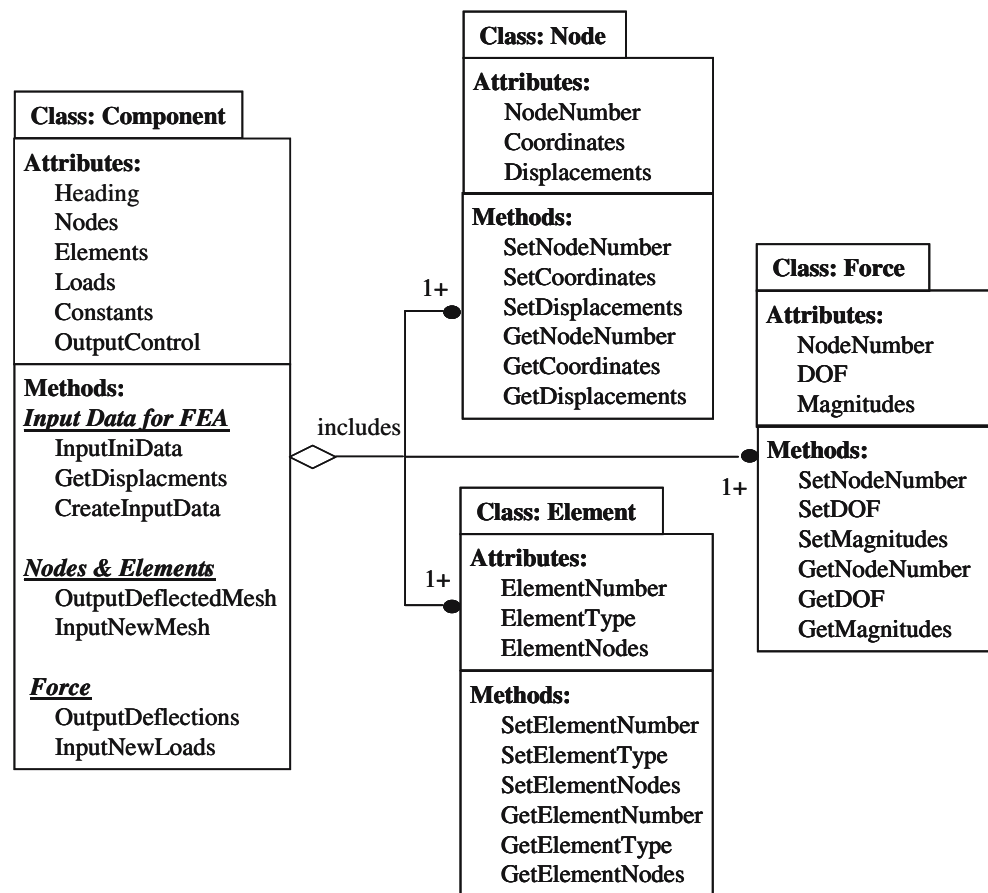 Class: Component
Attributes:
Heading
Nodes
Elements
Loads
Constants
OutputControl
Methods:
Input Data for FEA
InputIniData
GetDisplacments
CreateInputData
Nodes & Elements
OutputDeflectedMesh
InputNewMesh
Force
OutputDeflections
InputNewLoads
includes
1+
1+
1+
Class: Node
Attributes:
NodeNumber
Coordinates
Displacements
Methods:
SetNodeNumber
SetCoordinates
SetDisplacements
GetNodeNumber
GetCoordinates
GetDisplacements
Class: Element
Attributes:
ElementNumber
ElementType
ElementNodes
Methods:
SetElementNumber
SetElementType
SetElementNodes
GetElementNumber
GetElementType
GetElementNodes
Class: Force
Attributes:
NodeNumber
DOF
Magnitudes
Methods:
SetNodeNumber
SetDOF
SetMagnitudes
GetNodeNumber
GetDOF
GetMagnitudes